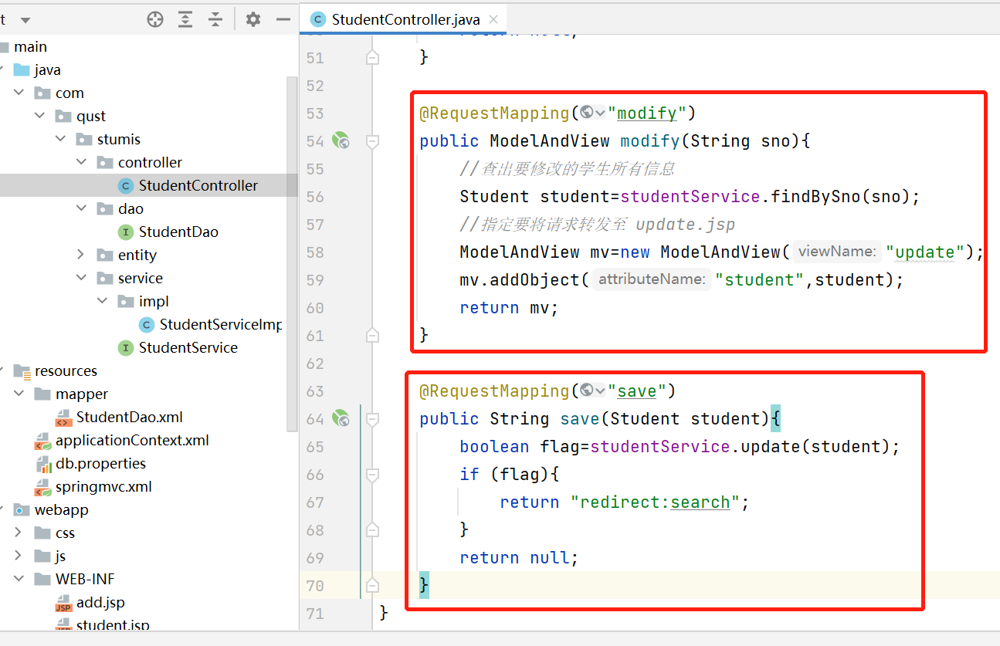 t
main
java
com
qust
stumis
controller
StudentController
dao
StudentDao
entity
service
impl
StudentServiceImp
StudentService
resources
mapper
StudentDao.xml
applicationContext.xml
db.properties
springmvc.xml
webapp
css
js
WEB-INF
add.jsp
student.jsp
StudentController.java
51 }
52
53 @RequestMapping("modify")
54 public ModelAndView modify(String sno){
55 //查出要修改的学生所有信息
56 Student student=studentService.findBySno(sno);
57 //指定要将请求转发至 update.jsp
58 ModelAndView mv=new ModelAndView( viewName: "update");
59 mv.addObject( attributeName: "student",student);
60 return mv;
61 }
62
63 @RequestMapping("save")
64 public String save(Student student){
65 boolean flag=studentService.update(student);
66 if (flag){
67 return "redirect:search";
68 }
69 return null;
70 }
71 }